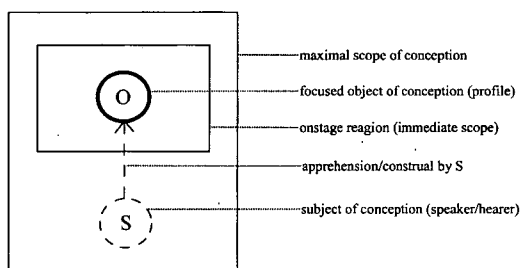 maximal scope of conception
O
focused object of conception (profile)
onstage reagion (immediate scope)
apprehension/construal by S
S
subject of conception (speaker/hearer)